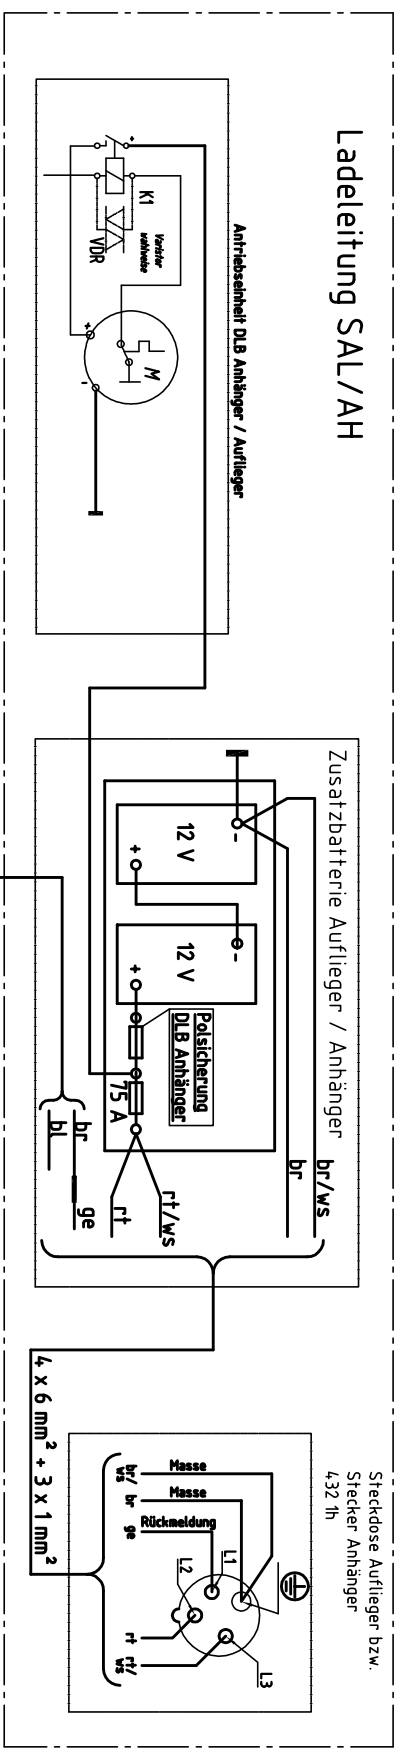 Ladeleitung SAL/AH
Antriebseinheit DLB Anhänger / Auflieger
K1
Varistor
wahlweise
VDR
M
+
-
Zusatzbatterie Auflieger / Anhänger
12 V
-
+
12 V
-
+
Polsicherung
DLB Anhänger
75 A
br/ws
br
rt/ws
rt
br
ge
bl
4 x 6 mm² + 3 x 1 mm²
Steckdose Auflieger bzw.
Stecker Anhänger
432 1h
Masse
br/
ws
Masse
br
Rückmeldung
ge
L1
L2
L3
rt
rt/
ws